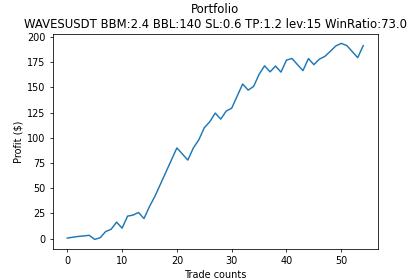 Portfolio
WAVESUSDT BBM:2.4 BBL:140 SL:0.6 TP:1.2 lev:15 WinRatio:73.0
200
175
150
125
100
75
50
25
0
Profit ($)
0 10 20 30 40 50
Trade counts